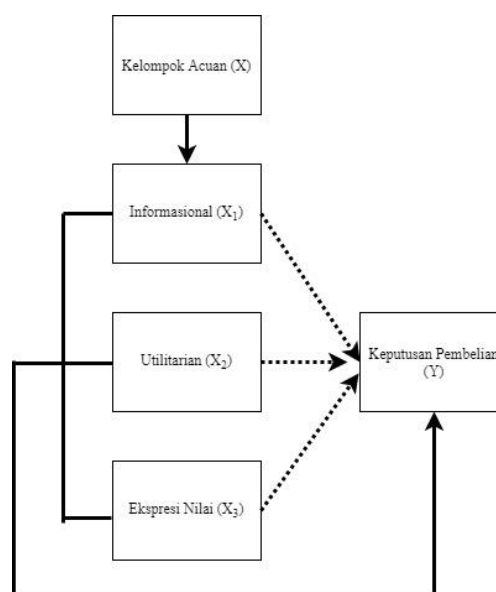 Kelompok Acuan (X)
Informasional (X₁)
Utilitarian (X₂)
Keputusan Pembelian
(Y)
Ekspresi Nilai (X₃)